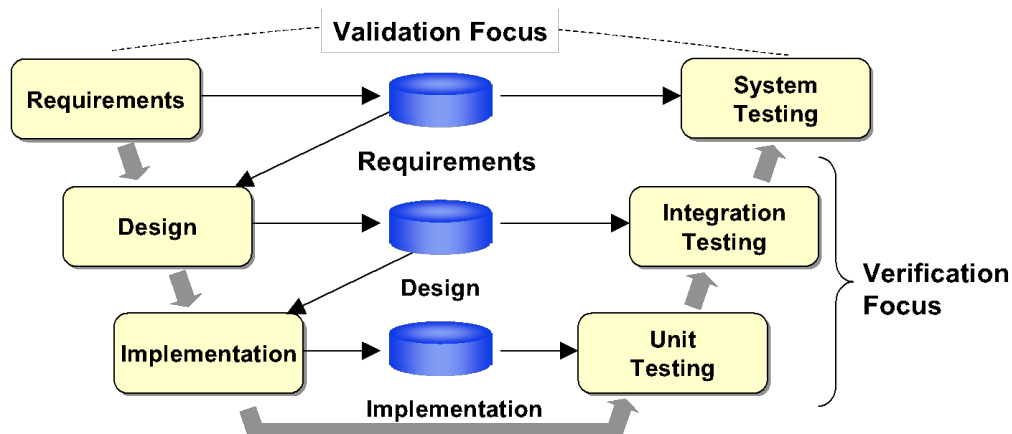 Validation Focus
Requirements
System
Testing
Requirements
Design
Integration
Testing
Verification
Focus
Design
Implementation
Unit
Testing
Implementation